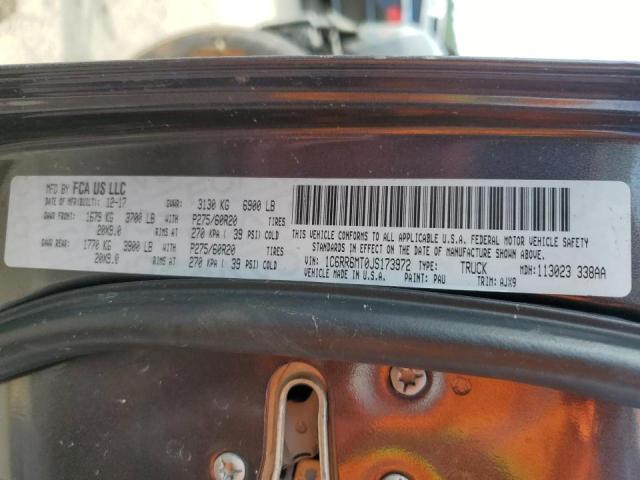 MFD BY FCA US LLC
DATE OF MFR/BUILT: 12-17 GVWR: 3130 KG 6900 LB
GAWR FRONT: 1679 KG 3700 LB WITH P275/60R20 TIRES
20X9.0 RIMS AT 270 KPA ( 39 PSI) COLD
GAWR REAR: 1770 KG 3900 LB WITH P275/60R20 TIRES
20X9.0 RIMS AT 270 KPA ( 39 PSI) COLD
THIS VEHICLE CONFORMS TO ALL APPLICABLE U.S.A. FEDERAL MOTOR VEHICLE SAFETY
STANDARDS IN EFFECT ON THE DATE OF MANUFACTURE SHOWN ABOVE.
VIN: 1C6RR6MT0JS173972 TYPE: TRUCK MDH: 113023 338AA
MADE IN U.S.A. PAINT: PAU TRIM: AJX9